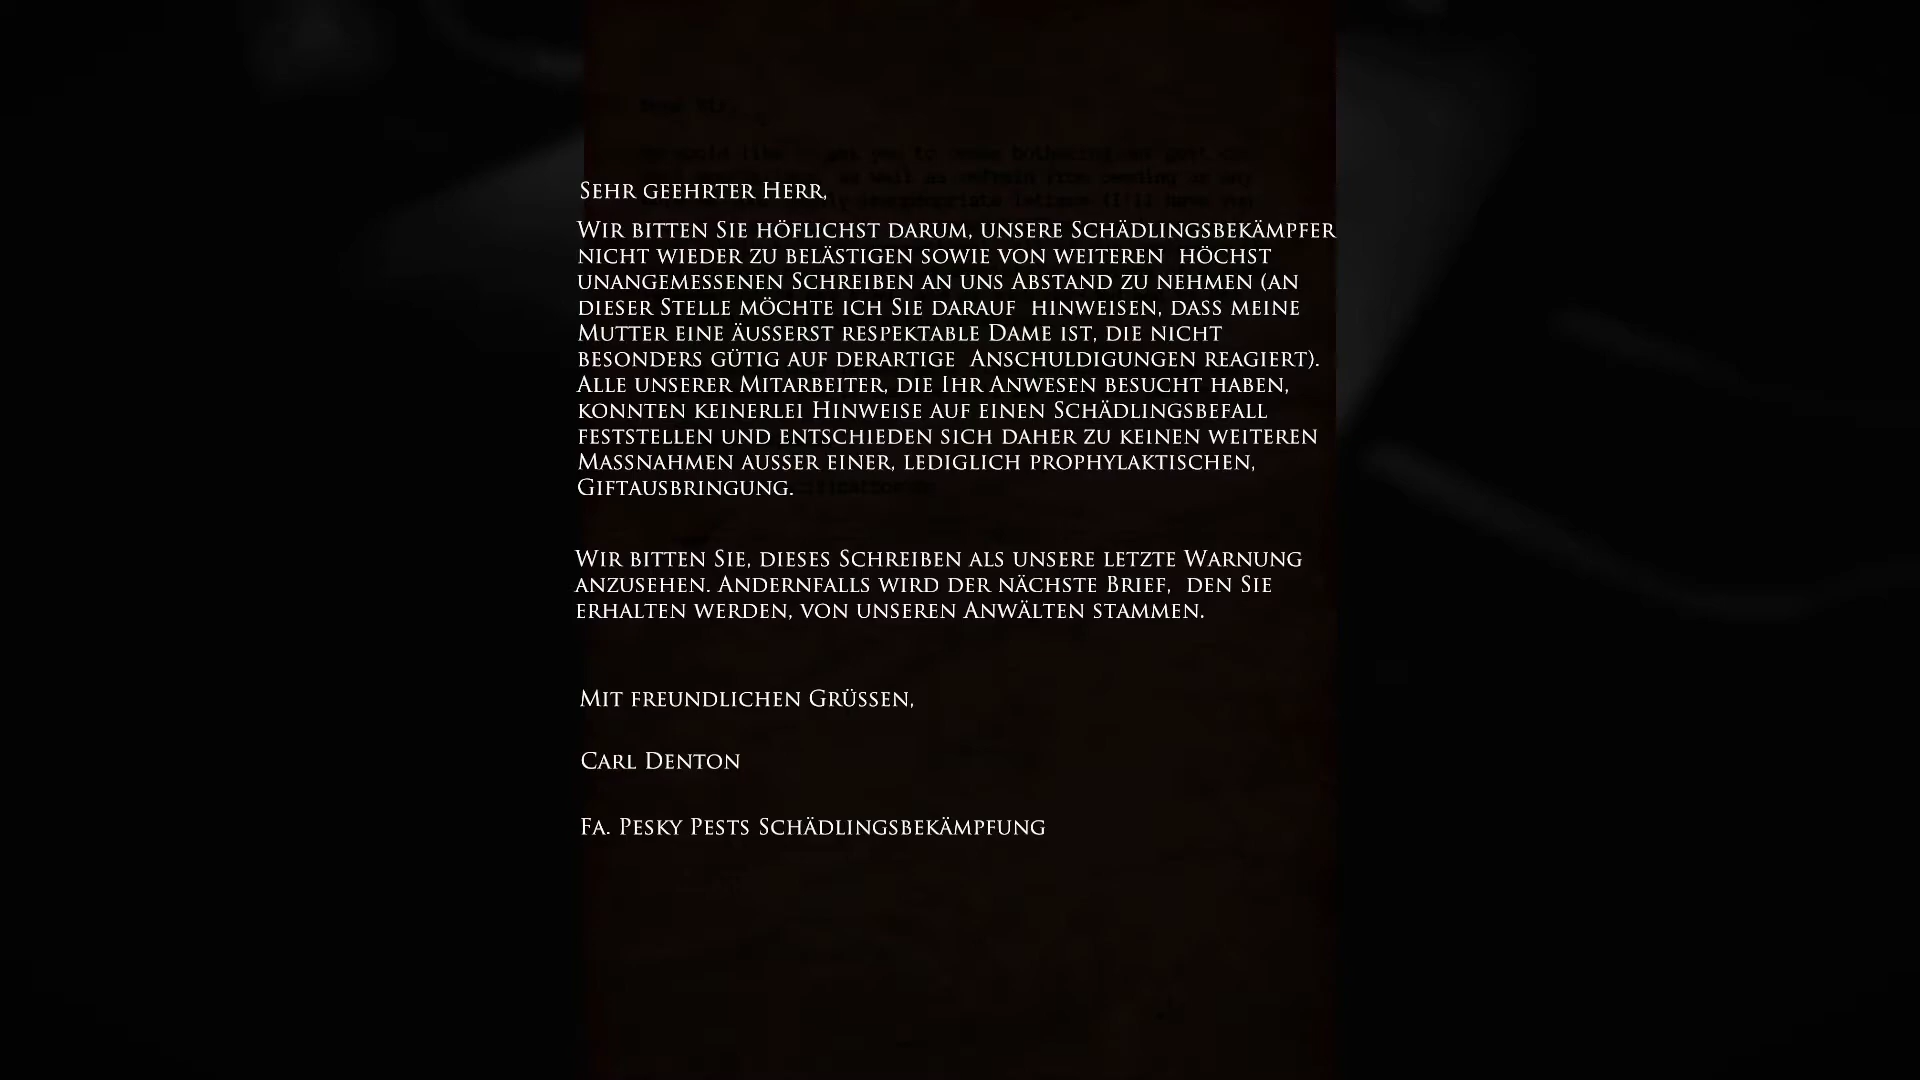 Sehr geehrter Herr,
Wir bitten Sie höflichst darum, unsere Schädlingsbekämpfer
nicht wieder zu belästigen sowie von weiteren höchst
unangemessenen Schreiben an uns Abstand zu nehmen (an
dieser Stelle möchte ich Sie darauf hinweisen, dass meine
Mutter eine äusserst respektable Dame ist, die nicht
besonders gütig auf derartige Anschuldigungen reagiert).
Alle unserer Mitarbeiter, die Ihr Anwesen besucht haben,
konnten keinerlei Hinweise auf einen Schädlingsbefall
feststellen und entschieden sich daher zu keinen weiteren
Massnahmen ausser einer, lediglich prophylaktischen,
Giftausbringung.
Wir bitten Sie, dieses Schreiben als unsere letzte Warnung
anzusehen. Andernfalls wird der nächste Brief, den Sie
erhalten werden, von unseren Anwälten stammen.
Mit freundlichen Grüssen,
Carl Denton
Fa. Pesky Pests Schädlingsbekämpfung